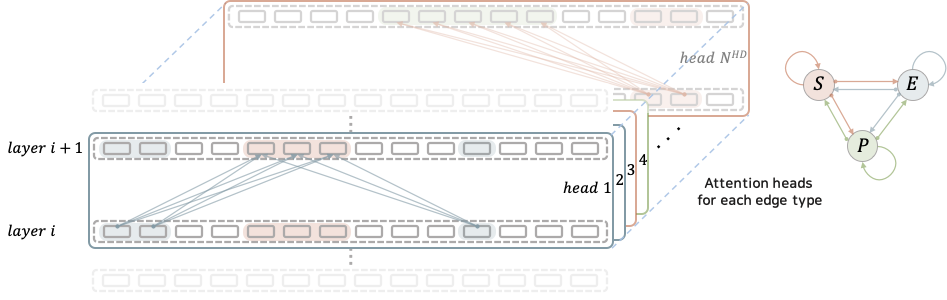 head N^HD
layer i + 1
head 1
2
3
4
layer i
S
E
P
Attention heads
for each edge type